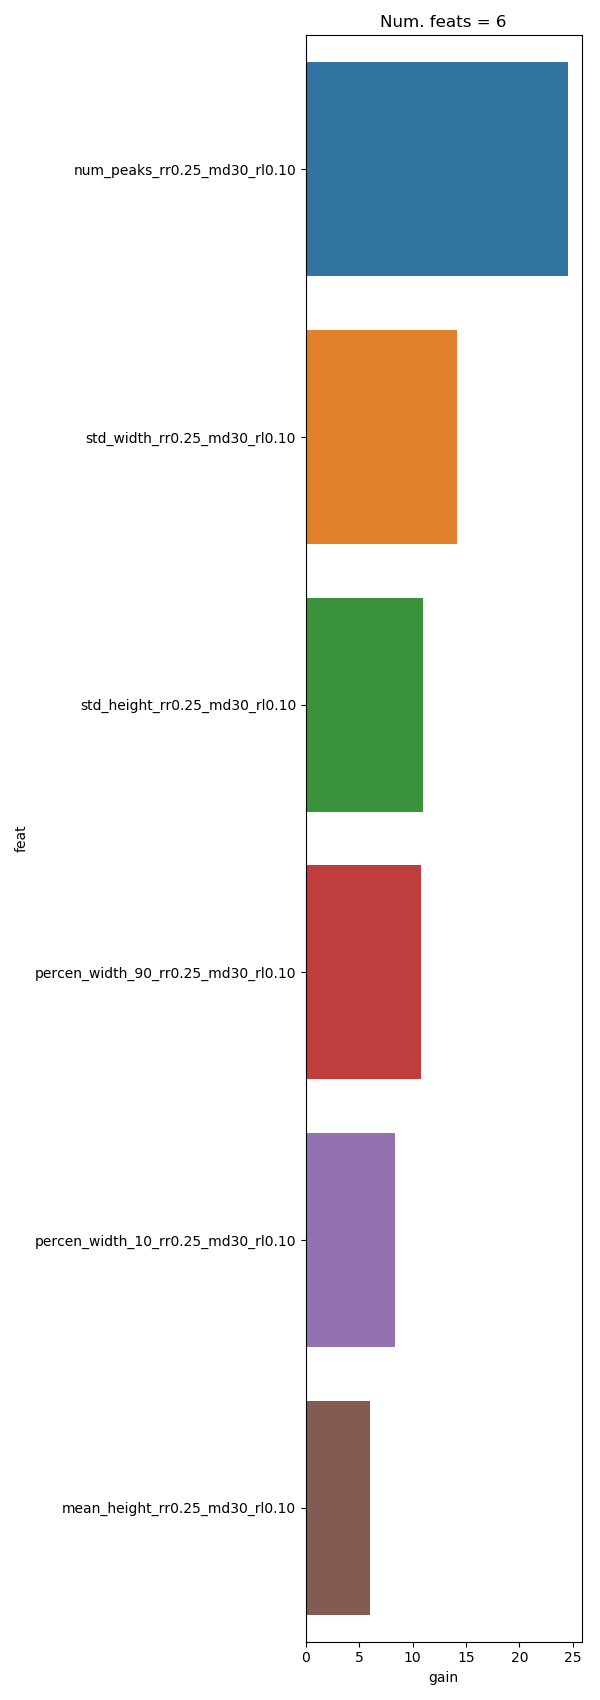 Num. feats = 6
num_peaks_rr0.25_md30_rl0.10
std_width_rr0.25_md30_rl0.10
std_height_rr0.25_md30_rl0.10
feat
percen_width_90_rr0.25_md30_rl0.10
percen_width_10_rr0.25_md30_rl0.10
mean_height_rr0.25_md30_rl0.10
0 5 10 15 20 25
gain